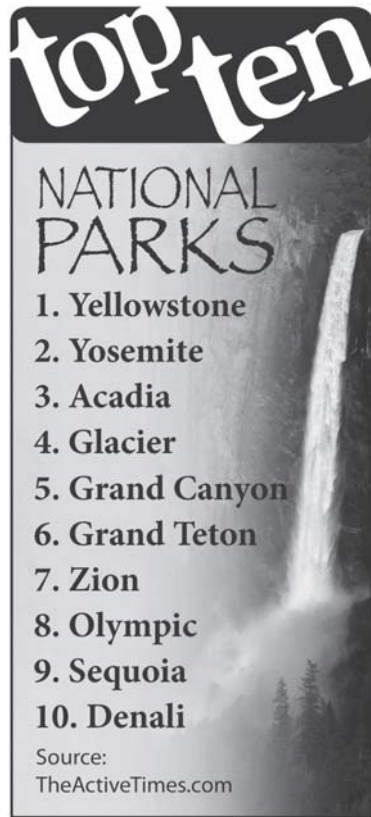 top ten
NATIONAL
PARKS
1. Yellowstone
2. Yosemite
3. Acadia
4. Glacier
5. Grand Canyon
6. Grand Teton
7. Zion
8. Olympic
9. Sequoia
10. Denali
Source:
TheActiveTimes.com